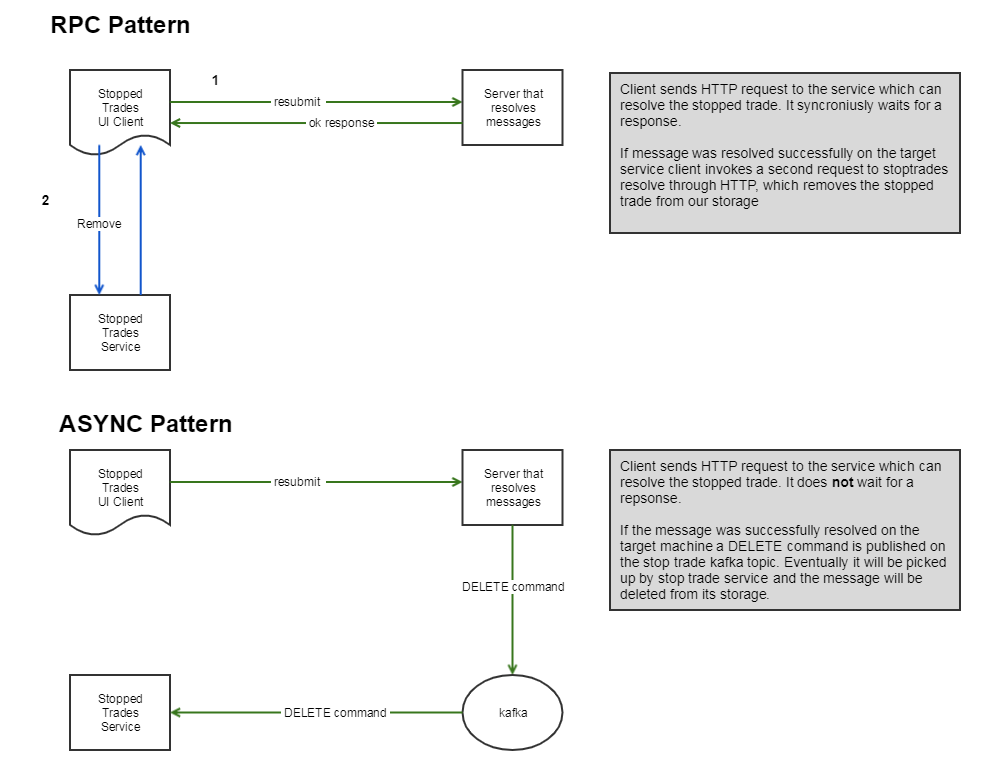 RPC Pattern
1
Stopped
Trades
UI Client
resubmit
ok response
Server that
resolves
messages
Client sends HTTP request to the service which can
resolve the stopped trade. It syncroniusly waits for a
response.
If message was resolved successfully on the target
service client invokes a second request to stoptrades
resolve through HTTP, which removes the stopped
trade from our storage
2
Remove
Stopped
Trades
Service
ASYNC Pattern
Stopped
Trades
UI Client
resubmit
Server that
resolves
messages
Client sends HTTP request to the service which can
resolve the stopped trade. It does not wait for a
repsonse.
If the message was successfully resolved on the
target machine a DELETE command is published on
the stop trade kafka topic. Eventually it will be picked
up by stop trade service and the message will be
deleted from its storage.
DELETE command
Stopped
Trades
Service
DELETE command
kafka